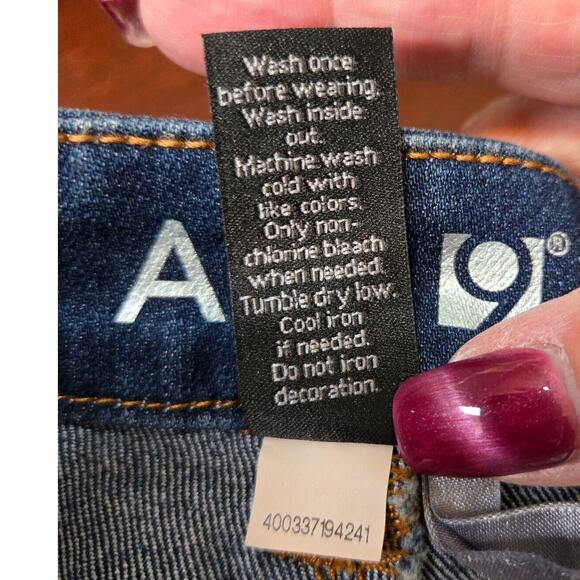 Wash once
before wearing.
Wash inside
out.
Machine wash
cold with
like colors.
Only non-
chlorine bleach
when needed.
Tumble dry low.
Cool iron
if needed.
Do not iron
decoration.
A 9®
400337194241